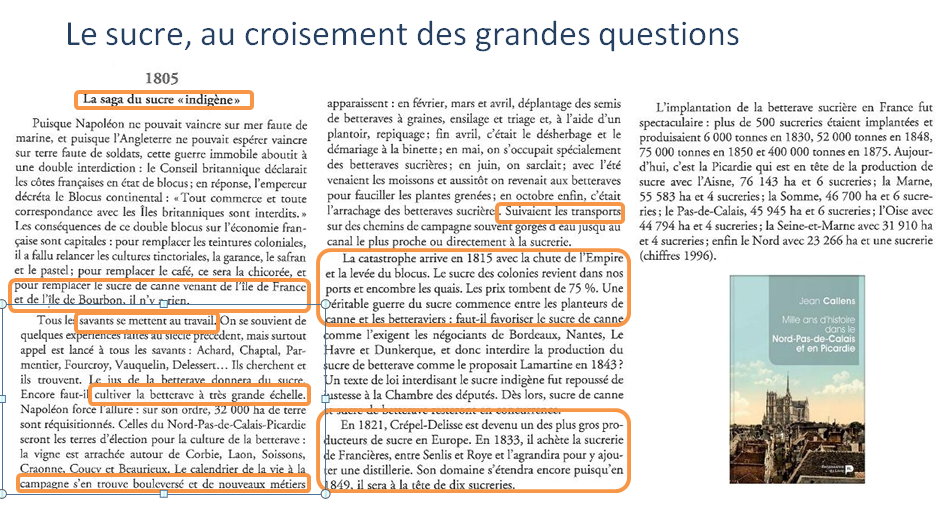 Le sucre, au croisement des grandes questions
1805
La saga du sucre « indigène »
Puisque Napoléon ne pouvait vaincre sur mer faute de
marine, et puisque l'Angleterre ne pouvait espérer vaincre
sur terre faute de soldats, cette guerre immobile aboutit à
une double interdiction : le Conseil britannique déclarait
les côtes françaises en état de blocus ; en réponse, l'empereur
décréta le Blocus continental : « Tout commerce et toute
correspondance avec les Îles britanniques sont interdits. »
Les conséquences de ce double blocus sur l'économie fran-
çaise sont capitales : pour remplacer les teintures coloniales,
il a fallu relancer les cultures tinctoriales, la garance, le safran
et le pastel ; pour remplacer le café, ce sera la chicorée, et
pour remplacer le sucre de canne venant de l'île de France
et de l'île de Bourbon, il n'y a rien.
Tous les savants se mettent au travail. On se souvient de
quelques expériences faites au siècle précédent, mais surtout
appel est lancé à tous les savants : Achard, Chaptal, Par-
mentier, Fourcroy, Vauquelin, Delessert... Ils cherchent et
ils trouvent. Le jus de la betterave donnera du sucre.
Encore faut-il cultiver la betterave à très grande échelle.
Napoléon force l'allure : sur son ordre, 32 000 ha de terre
sont réquisitionnés. Celles du Nord-Pas-de-Calais-Picardie
seront les terres d'élection pour la culture de la betterave :
la vigne est arrachée autour de Corbie, Laon, Soissons,
Craonne, Coucy et Beaurieux. Le calendrier de la vie à la
campagne s'en trouve bouleversé et de nouveaux métiers
apparaissent : en février, mars et avril, déplantage des semis
de betteraves à graines, ensilage et triage et, à l'aide d'un
plantoir, repiquage ; fin avril, c'était le désherbage et le
démariage à la binette ; en mai, on s'occupait spécialement
des betteraves sucrières ; en juin, on sarclait ; avec l'été
venaient les moissons et aussitôt on revenait aux betteraves
pour fauciller les plantes grenées ; en octobre enfin, c'était
l'arrachage des betteraves sucrières. Suivaient les transports
sur des chemins de campagne souvent gorgés d'eau jusqu'au
canal le plus proche ou directement à la sucrerie.
La catastrophe arrive en 1815 avec la chute de l'Empire
et la levée du blocus. Le sucre des colonies revient dans nos
ports et encombre les quais. Les prix tombent de 75 %. Une
véritable guerre du sucre commence entre les planteurs de
canne et les betteraviers : faut-il favoriser le sucre de canne
comme l'exigent les négociants de Bordeaux, Nantes, Le
Havre et Dunkerque, et donc interdire la production du
sucre de betterave comme le proposait Lamartine en 1843 ?
Un texte de loi interdisant le sucre indigène fut repoussé de
justesse à la Chambre des députés. Dès lors, sucre de canne
et sucre de betterave resteront en concurrence.
En 1821, Crépel-Delisse est devenu un des plus gros pro-
ducteurs de sucre en Europe. En 1833, il achète la sucrerie
de Francières, entre Senlis et Roye et l'agrandira pour y ajou-
ter une distillerie. Son domaine s'étendra encore puisqu'en
1849, il sera à la tête de dix sucreries.
L'implantation de la betterave sucrière en France fut
spectaculaire : plus de 500 sucreries étaient implantées et
produisaient 6 000 tonnes en 1830, 52 000 tonnes en 1848,
75 000 tonnes en 1850 et 400 000 tonnes en 1875. Aujour-
d'hui, c'est la Picardie qui est en tête de la production de
sucre avec l'Aisne, 76 143 ha et 6 sucreries ; la Marne,
55 583 ha et 4 sucreries ; la Somme, 46 700 ha et 6 sucre-
ries ; le Pas-de-Calais, 45 945 ha et 6 sucreries ; l'Oise avec
44 794 ha et 4 sucreries ; la Seine-et-Marne avec 31 910 ha
et 4 sucreries ; enfin le Nord avec 23 266 ha et une sucrerie
(chiffres 1996).
Jean Callens
Mille ans d'histoire
dans le
Nord-Pas-de-Calais
et en Picardie